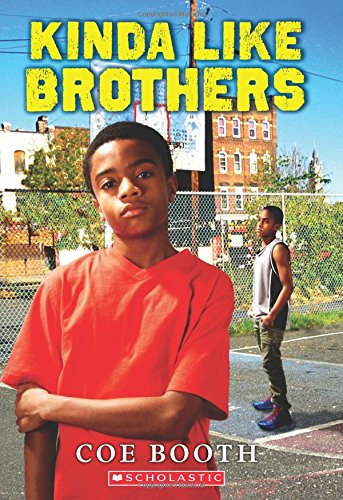 KINDA LIKE
BROTHERS
COE BOOTH
SCHOLASTIC